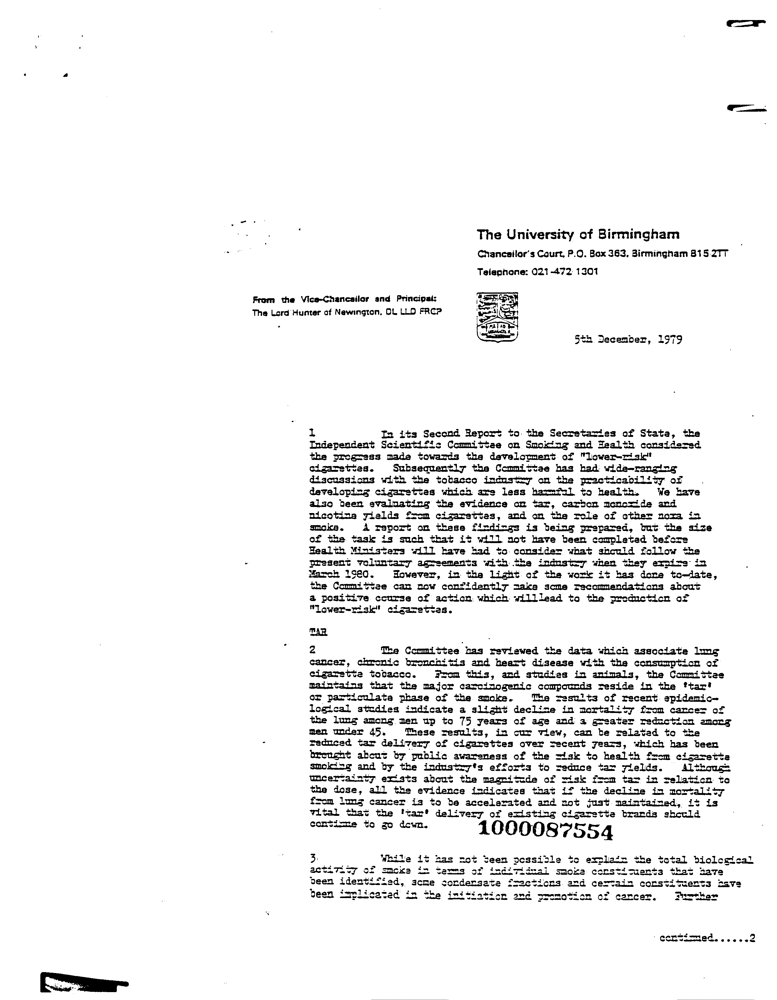 The University of Birmingham
Chancellor's Court, P.O. Box 363, Birmingham B15 2TT
Telephone: 021-472 1301
From the Vice-Chancellor and Principal:
The Lord Hunter of Newington, DL LLD FRCP
5th December, 1979
1 In its Second Report to the Secretaries of State, the
Independent Scientific Committee on Smoking and Health considered
the progress made towards the development of "lower-risk"
cigarettes. Subsequently the Committee has had wide-ranging
discussions with the tobacco industry on the practicability of
developing cigarettes which are less harmful to health. We have
also been evaluating the evidence on tar, carbon monoxide and
nicotine yields from cigarettes, and on the role of other noxa in
smoke. A report on these findings is being prepared, but the size
of the task is such that it will not have been completed before
Health Ministers will have had to consider what should follow the
present voluntary agreements with the industry when they expire in
March 1980. However, in the light of the work it has done to-date,
the Committee can now confidently make some recommendations about
a positive course of action which will lead to the production of
"lower-risk" cigarettes.
TAR
2 The Committee has reviewed the data which associate lung
cancer, chronic bronchitis and heart disease with the consumption of
cigarette tobacco. From this, and studies in animals, the Committee
maintains that the major carcinogenic compounds reside in the 'tar'
or particulate phase of the smoke. The results of recent epidemio-
logical studies indicate a slight decline in mortality from cancer of
the lung among men up to 75 years of age and a greater reduction among
men under 45. These results, in our view, can be related to the
reduced tar delivery of cigarettes over recent years, which has been
brought about by public awareness of the risk to health from cigarette
smoking and by the industry's efforts to reduce tar yields. Although
uncertainty exists about the magnitude of risk from tar in relation to
the dose, all the evidence indicates that if the decline in mortality
from lung cancer is to be accelerated and not just maintained, it is
vital that the 'tar' delivery of existing cigarette brands should
continue to go down.
1000087554
3 While it has not been possible to explain the total biological
activity of smoke in terms of individual smoke constituents that have
been identified, some condensate fractions and certain constituents have
been implicated in the initiation and promotion of cancer. Further
continued......2